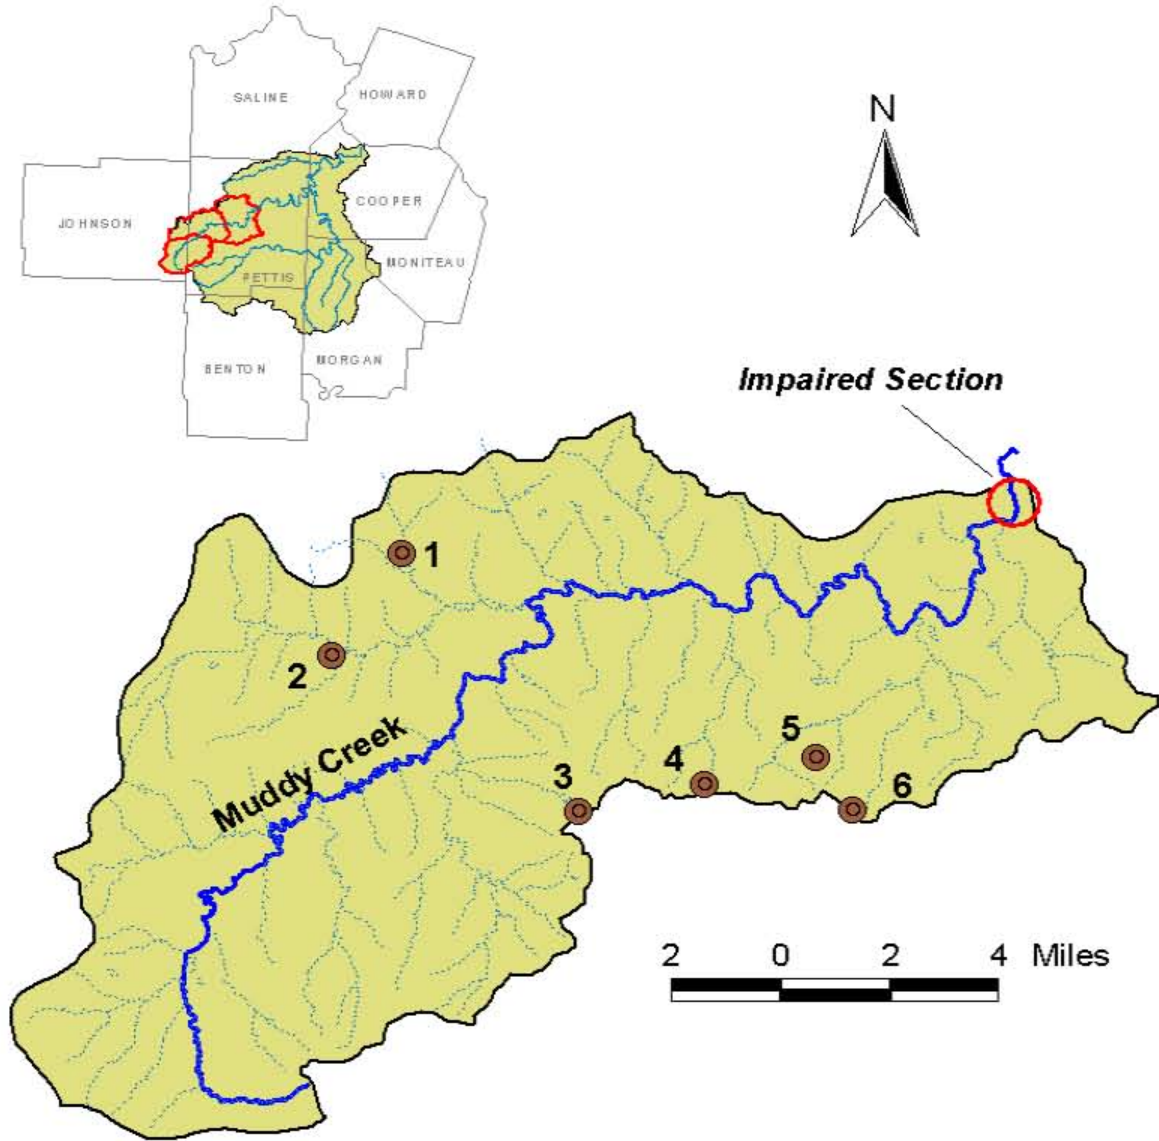 SALINE
HOWARD
N
JOHNSON
COOPER
MONITEAU
PETTIS
BENTON
MORGAN
Impaired Section
1
2
Muddy Creek
3
4
5
6
2 0 2 4 Miles